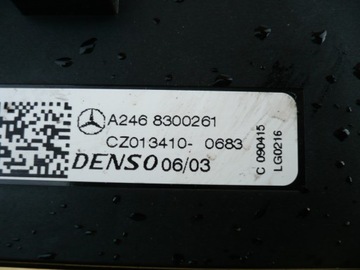 A246 8300261
CZ013410- 0683
DENSO 06/03
C 090415
LG0216